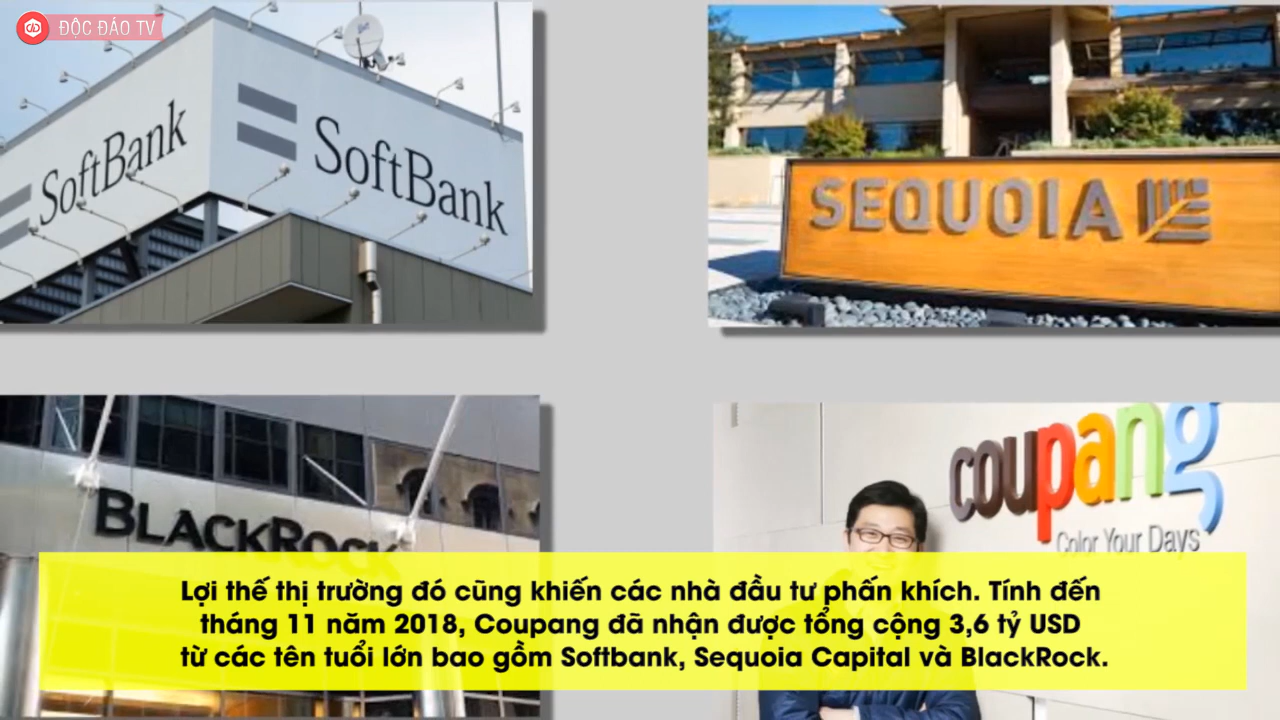 ĐỘC ĐÁO TV
SoftBank
SoftBank
SEQUOIA
BLACKROCK
coupang
Color Your Days
Lợi thế thị trường đó cũng khiến các nhà đầu tư phấn khích. Tính đến
tháng 11 năm 2018, Coupang đã nhận được tổng cộng 3,6 tỷ USD
từ các tên tuổi lớn bao gồm Softbank, Sequoia Capital và BlackRock.